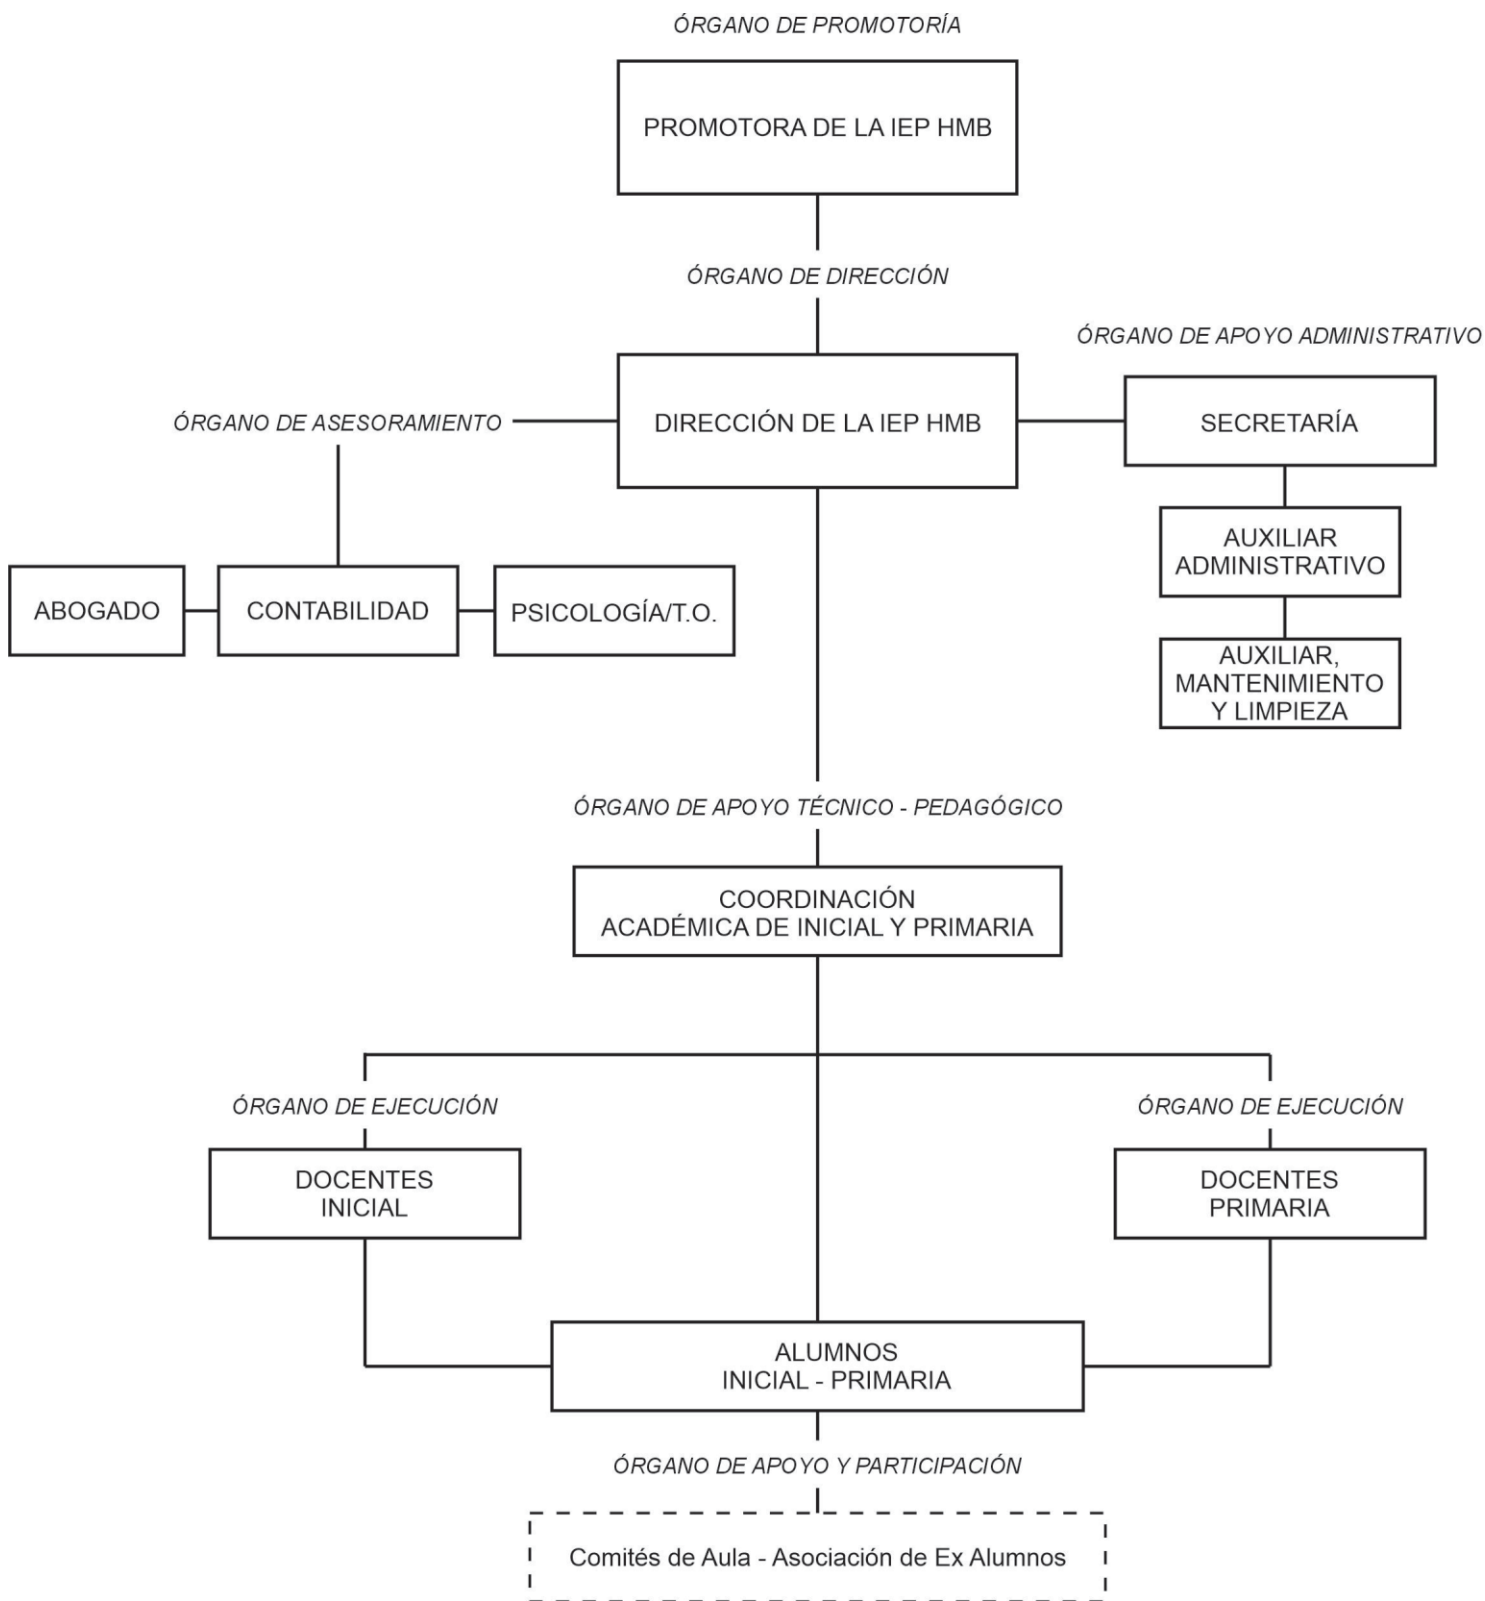 ÓRGANO DE PROMOTORÍA
PROMOTORA DE LA IEP HMB
ÓRGANO DE DIRECCIÓN
ÓRGANO DE APOYO ADMINISTRATIVO
ÓRGANO DE ASESORAMIENTO
DIRECCIÓN DE LA IEP HMB
SECRETARÍA
AUXILIAR
ADMINISTRATIVO
ABOGADO
CONTABILIDAD
PSICOLOGÍA/T.O.
AUXILIAR,
MANTENIMIENTO
Y LIMPIEZA
ÓRGANO DE APOYO TÉCNICO - PEDAGÓGICO
COORDINACIÓN
ACADÉMICA DE INICIAL Y PRIMARIA
ÓRGANO DE EJECUCIÓN
ÓRGANO DE EJECUCIÓN
DOCENTES
INICIAL
DOCENTES
PRIMARIA
ALUMNOS
INICIAL - PRIMARIA
ÓRGANO DE APOYO Y PARTICIPACIÓN
Comités de Aula - Asociación de Ex Alumnos